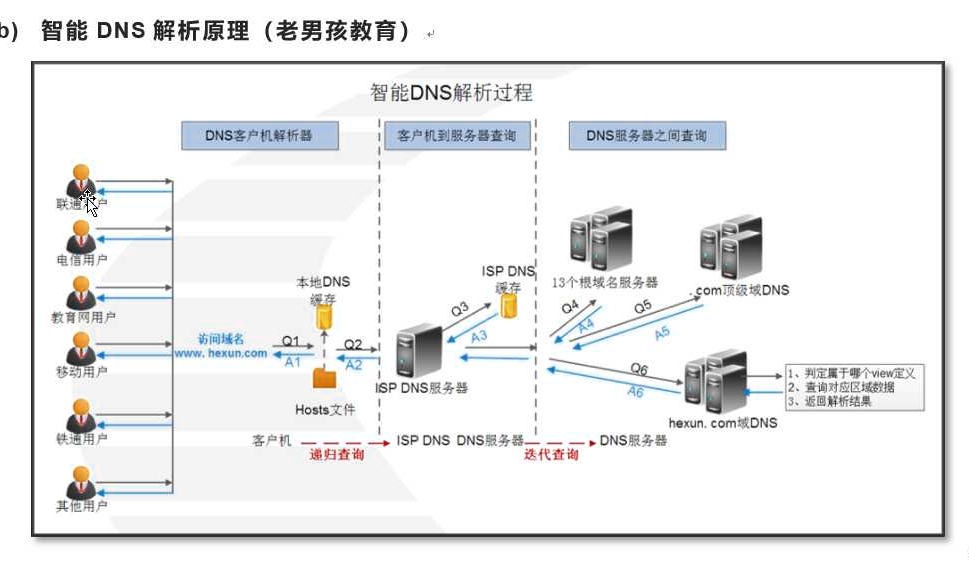 b) 智能 DNS 解析原理（老男孩教育）
智能DNS解析过程
DNS客户机解析器
客户机到服务器查询
DNS服务器之间查询
联通 户
电信用户
教育网用户
移动用户
铁通用户
其他用户
访问域名
www.hexun.com
本地DNS
缓存
Q1
A1
Hosts文件
Q2
A2
ISP DNS服务器
Q3
A3
ISP DNS
缓存
13个根域名服务器
Q4
A4
.com顶级域DNS
Q5
A5
Q6
A6
hexun.com域DNS
1、判定属于哪个view定义
2、查询对应区域数据
3、返回解析结果
客户机
递归查询
ISP DNS DNS服务器
迭代查询
DNS服务器